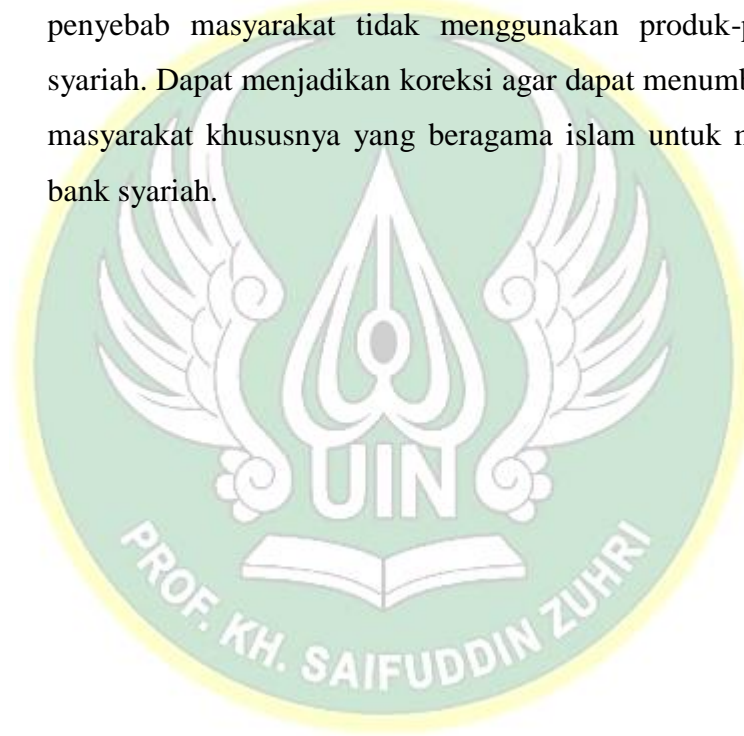 penyebab masyarakat tidak menggunakan produk-
syariah. Dapat menjadikan koreksi agar dapat
masyarakat khususnya yang beragama islam untuk
bank syariah.
UIN
PROF. KH. SAIFUDDIN ZUHRI